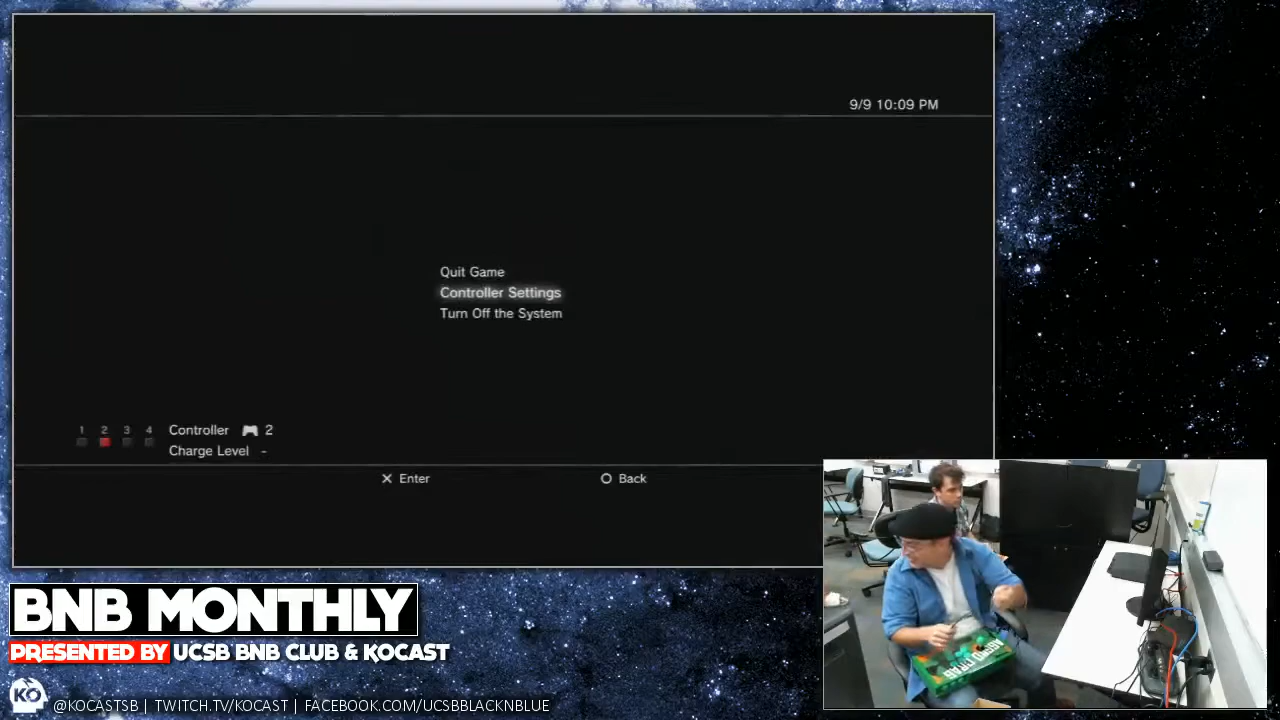 9/9 10:09 PM
Quit Game
Controller Settings
Turn Off the System
1 2 3 4 Controller 2
Charge Level -
X Enter
O Back
BNB MONTHLY
PRESENTED BY UCSB BNB CLUB & KOCAST
KO @KOCASTSB | TWITCH.TV/KOCAST | FACEBOOK.COM/UCSBBLACKNBLUE